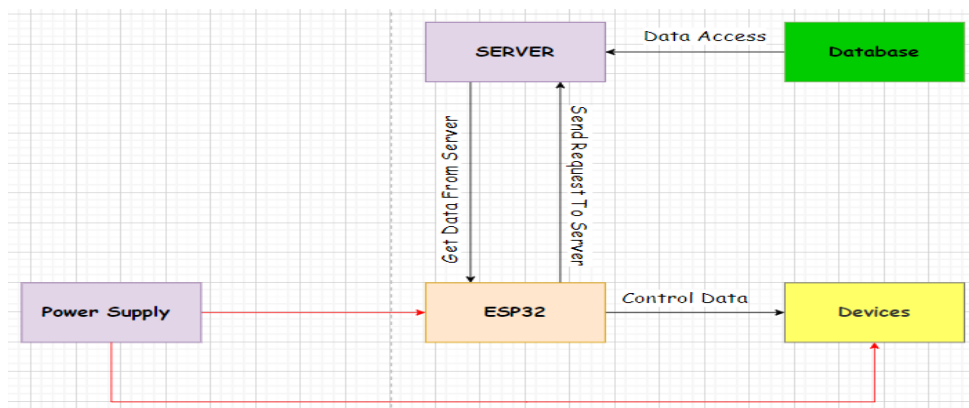 Data Access
SERVER
Database
Get Data From Server
Send Request To Server
Power Supply
ESP32
Control Data
Devices